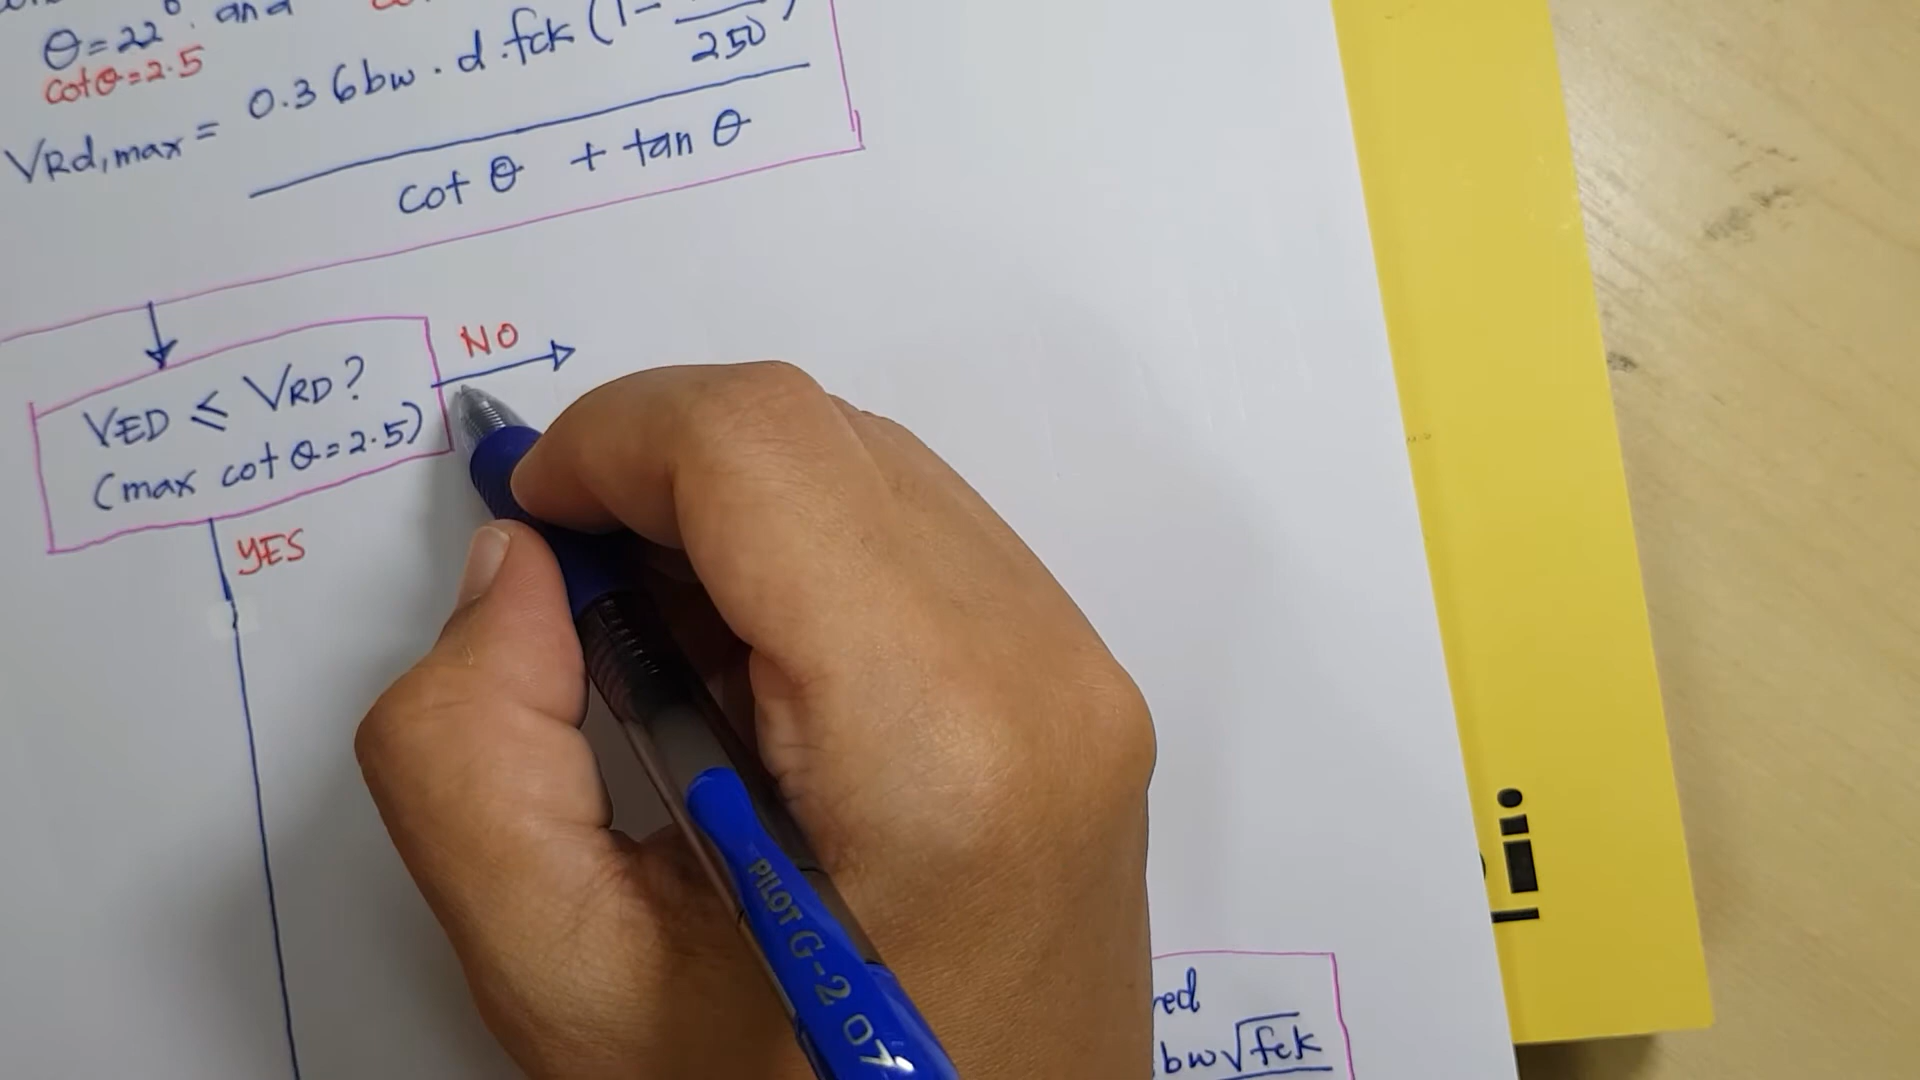 θ=22° and
cotθ=2.5
VRd,max = 0.36bw.d.fck (1-
250)
cot θ + tan θ
NO
VED ≤ VRD?
(max cot θ=2.5)
YES
PILOT G-2 07
red
bw√fck